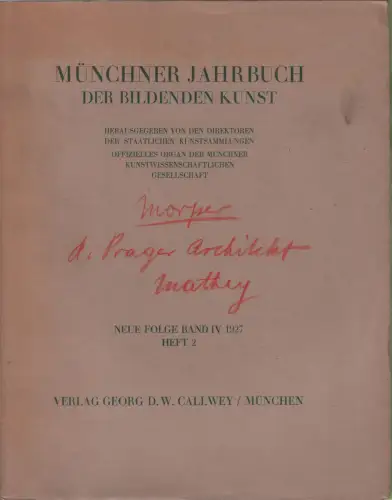 MÜNCHNER JAHRBUCH
DER BILDENDEN KUNST
HERAUSGEGEBEN VON DEN DIREKTOREN
DER STAATLICHEN KUNSTSAMMLUNGEN
OFFIZIELLES ORGAN DER MÜNCHNER
KUNSTWISSENSCHAFTLICHEN
GESELLSCHAFT
Morper
d. Prager Architekt
Mathey
NEUE FOLGE BAND IV 1927
HEFT 2
VERLAG GEORG D. W. CALLWEY / MÜNCHEN